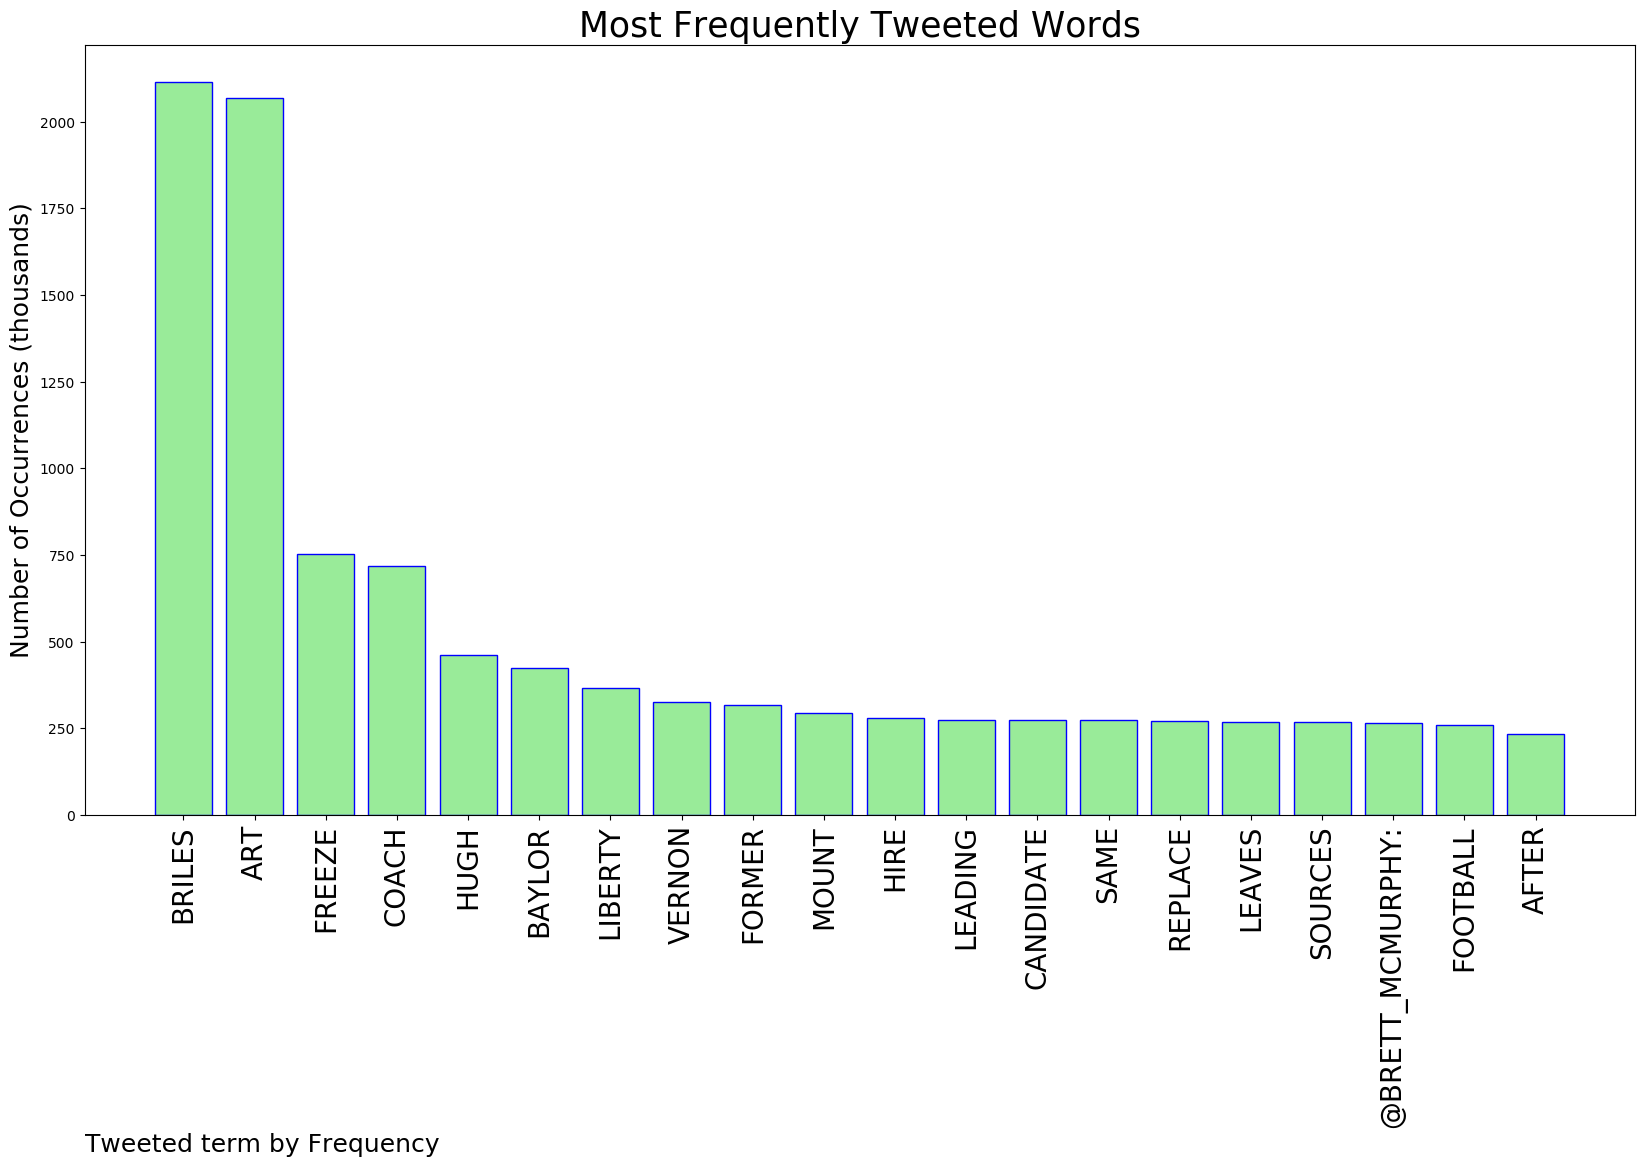 Most Frequently Tweeted Words
Number of Occurrences (thousands)
2000
1750
1500
1250
1000
750
500
250
0
BRILES
ART
FREEZE
COACH
HUGH
BAYLOR
LIBERTY
VERNON
FORMER
MOUNT
HIRE
LEADING
CANDIDATE
SAME
REPLACE
LEAVES
SOURCES
@BRETT_MCMURPHY:
FOOTBALL
AFTER
Tweeted term by Frequency